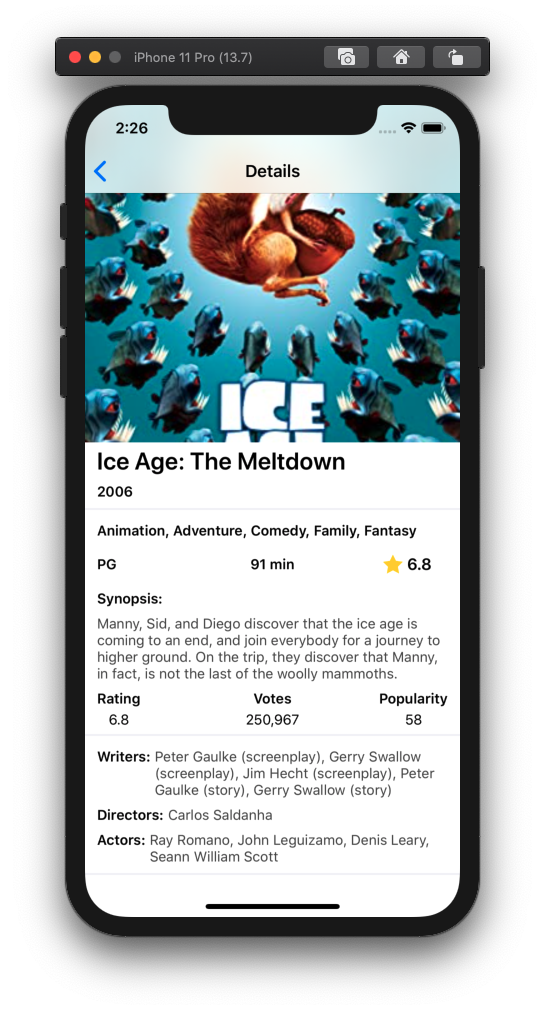 iPhone 11 Pro (13.7)
2:26
Details
ICE
AGE
Ice Age: The Meltdown
2006
Animation, Adventure, Comedy, Family, Fantasy
PG 91 min 6.8
Synopsis:
Manny, Sid, and Diego discover that the ice age is
coming to an end, and join everybody for a journey to
higher ground. On the trip, they discover that Manny,
in fact, is not the last of the woolly mammoths.
Rating Votes Popularity
6.8 250,967 58
Writers: Peter Gaulke (screenplay), Gerry Swallow
(screenplay), Jim Hecht (screenplay), Peter
Gaulke (story), Gerry Swallow (story)
Directors: Carlos Saldanha
Actors: Ray Romano, John Leguizamo, Denis Leary,
Seann William Scott